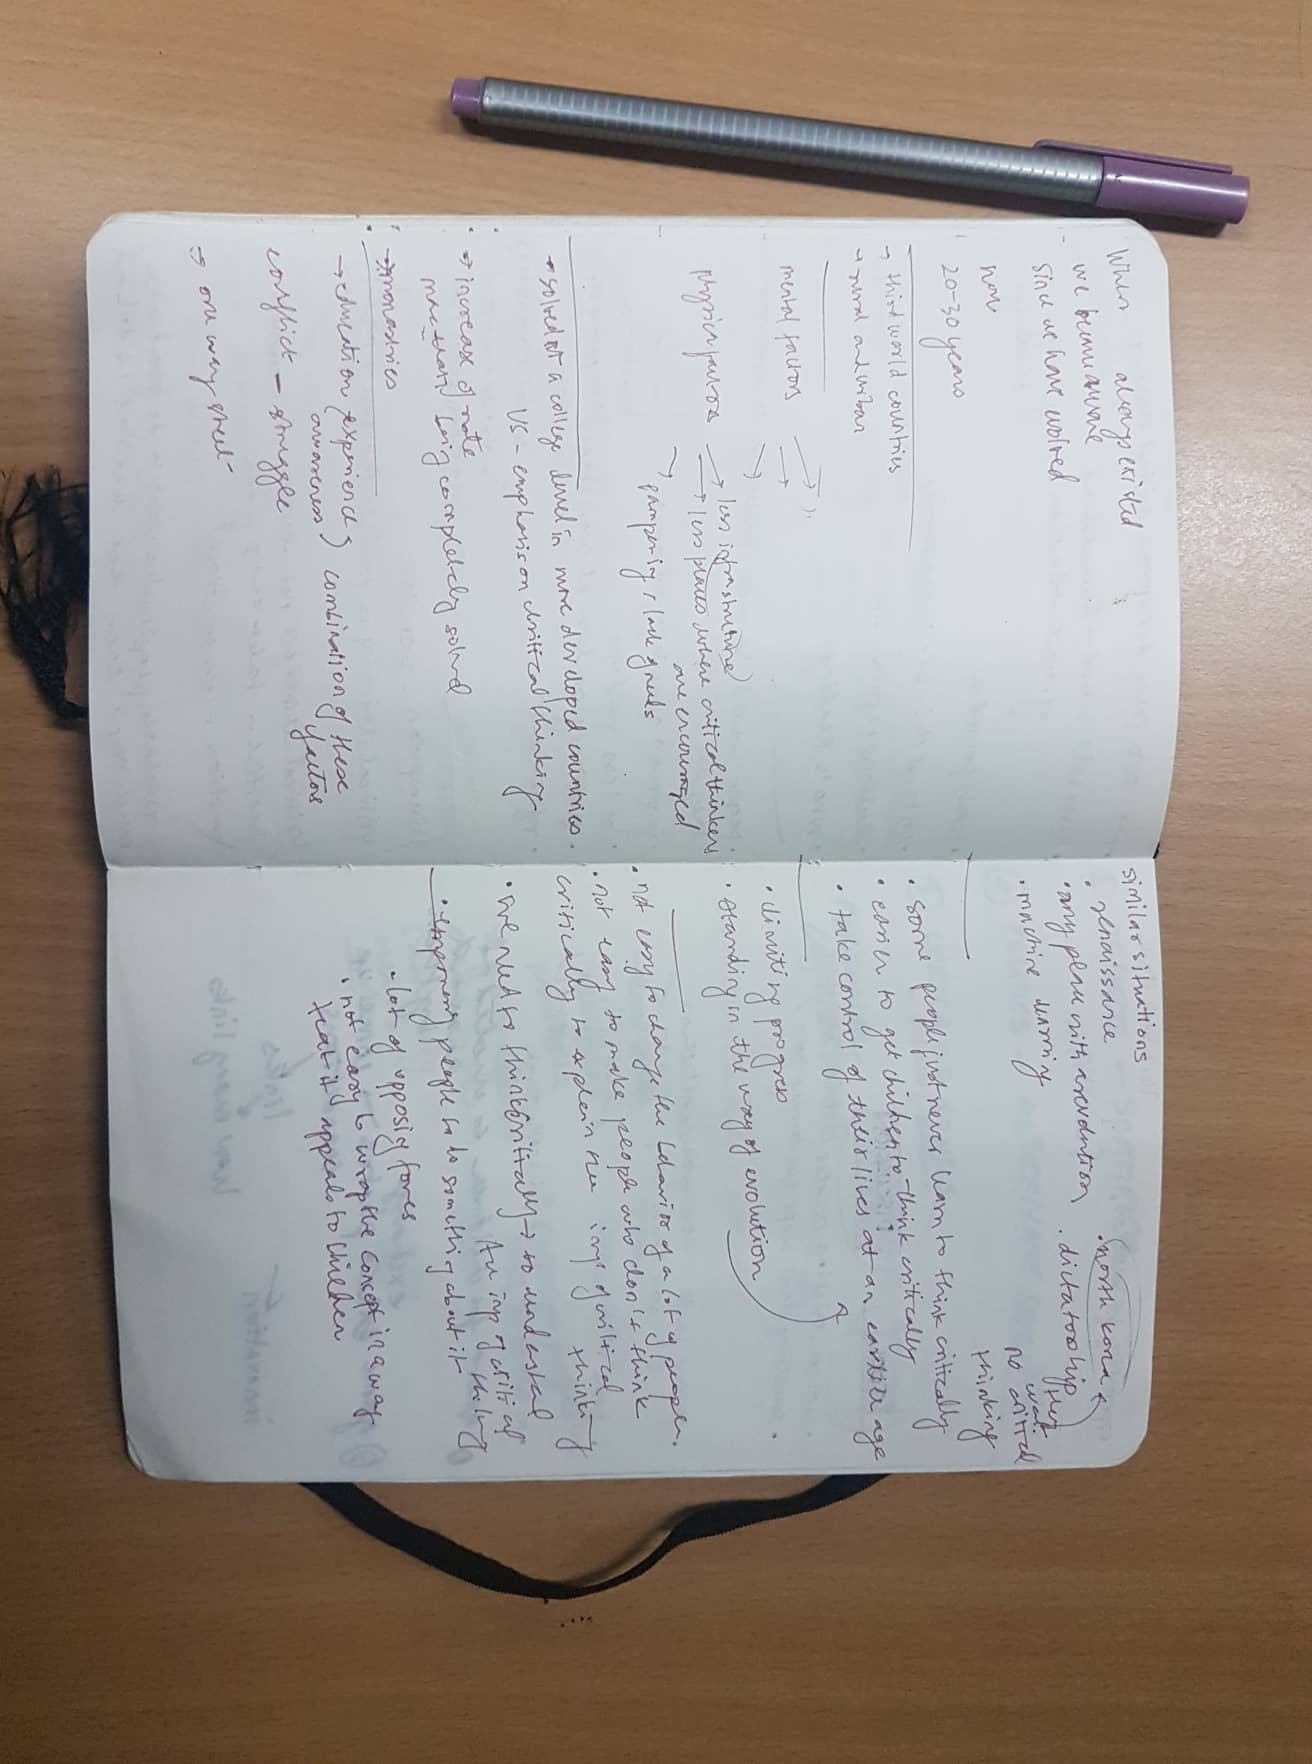 When always existed
we became aware
since we have evolved
now
20-30 years
→ third world countries
→ rural and urban
mental factors
physical factors
→ less infrastructure
→ less places where critical thinkers
are encouraged
→ pampering, lack of needs
→ solved at a college level in more developed countries.
VS - emphasis on critical thinking
→ increase of rate
more than being completely solved
→ monastries
→ education (experience,
awareness) combination of these
factors
conflict - struggle
→ one way street
similar situations
• renaissance
• any place with revolution
• machine learning
• north korea
• dictatorship
they want
no critical
thinking
• some people just never learn to think critically
• easier to get children to think critically
• take control of their lives at an earlier age
• limiting progress
• standing in the way of evolution
• not easy to change the behavior of a lot of people.
• not easy to make people who don't think
critically to explain the imp of critical
thinking
• we need to think critically → to understand
the imp of critical
thinking
people to do something about it
• lot of opposing forces
• not easy to wrap the concept in a way
that it appeals to children